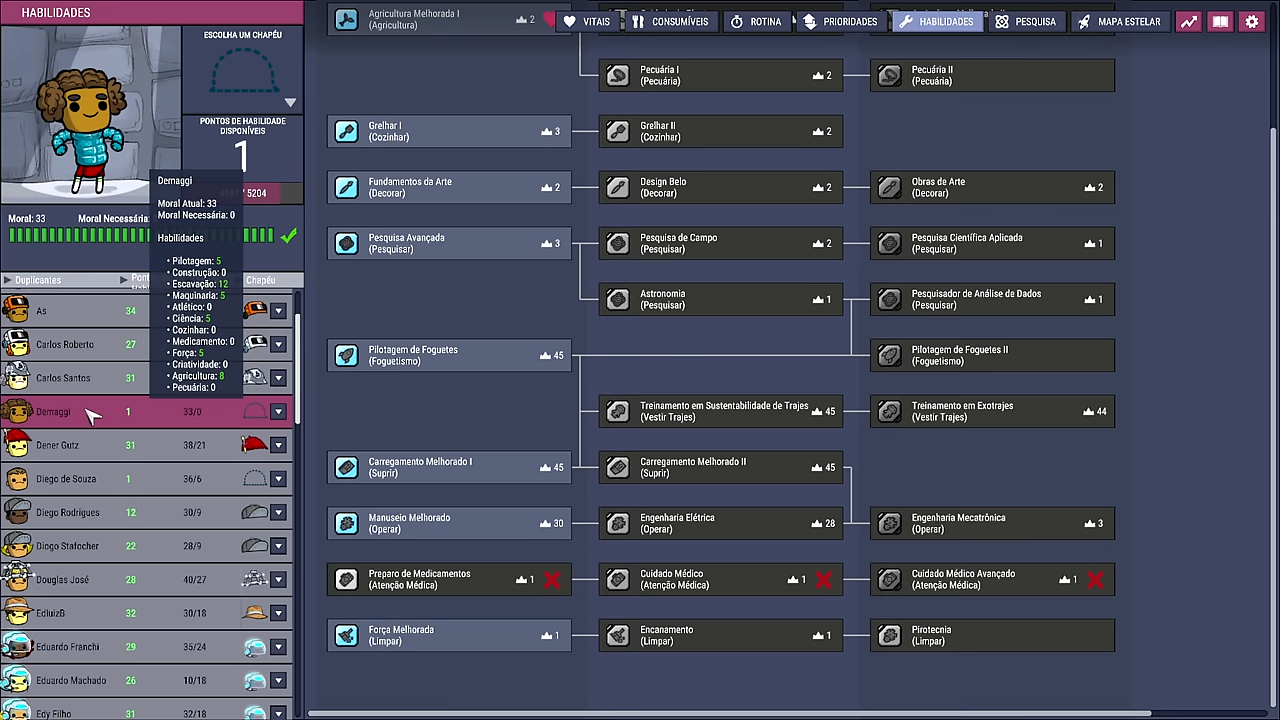 HABILIDADES
ESCOLHA UM CHAPÉU
PONTOS DE HABILIDADE DISPONÍVEIS
1
/ 5204
Moral: 33
Moral Necessária:
Demaggi
Moral Atual: 33
Moral Necessária: 0
Habilidades
• Pilotagem: 5
• Construção: 0
• Escavação: 12
• Maquinaria: 5
• Atlético: 0
• Ciência: 5
• Cozinhar: 0
• Medicamento: 0
• Força: 5
• Criatividade: 0
• Agricultura: 8
• Pecuária: 0
Duplicantes
Chapéu
As 34
Carlos Roberto 27
Carlos Santos 31
Demaggi 1 33/0
Dener Gutz 31 38/21
Diego de Souza 1 36/6
Diego Rodrigues 12 30/9
Diogo Stafocher 22 28/9
Douglas José 28 40/27
EdluizB 32 30/18
Eduardo Franchi 29 35/24
Eduardo Machado 26 10/18
Edy Filho 31 32/18
VITAIS
CONSUMÍVEIS
ROTINA
PRIORIDADES
HABILIDADES
PESQUISA
MAPA ESTELAR
Agricultura Melhorada I
(Agricultura)
2
Pecuária I
(Pecuária)
2
Pecuária II
(Pecuária)
Grelhar I
(Cozinhar)
3
Grelhar II
(Cozinhar)
2
Fundamentos da Arte
(Decorar)
2
Design Belo
(Decorar)
2
Obras de Arte
(Decorar)
2
Pesquisa Avançada
(Pesquisar)
3
Pesquisa de Campo
(Pesquisar)
2
Pesquisa Científica Aplicada
(Pesquisar)
1
Astronomia
(Pesquisar)
1
Pesquisador de Análise de Dados
(Pesquisar)
1
Pilotagem de Foguetes
(Foguetismo)
45
Pilotagem de Foguetes II
(Foguetismo)
Treinamento em Sustentabilidade de Trajes
(Vestir Trajes)
45
Treinamento em Exotrajes
(Vestir Trajes)
44
Carregamento Melhorado I
(Suprir)
45
Carregamento Melhorado II
(Suprir)
45
Manuseio Melhorado
(Operar)
30
Engenharia Elétrica
(Operar)
28
Engenharia Mecatrônica
(Operar)
3
Preparo de Medicamentos
(Atenção Médica)
1
Cuidado Médico
(Atenção Médica)
1
Cuidado Médico Avançado
(Atenção Médica)
1
Força Melhorada
(Limpar)
1
Encanamento
(Limpar)
1
Pirotecnia
(Limpar)